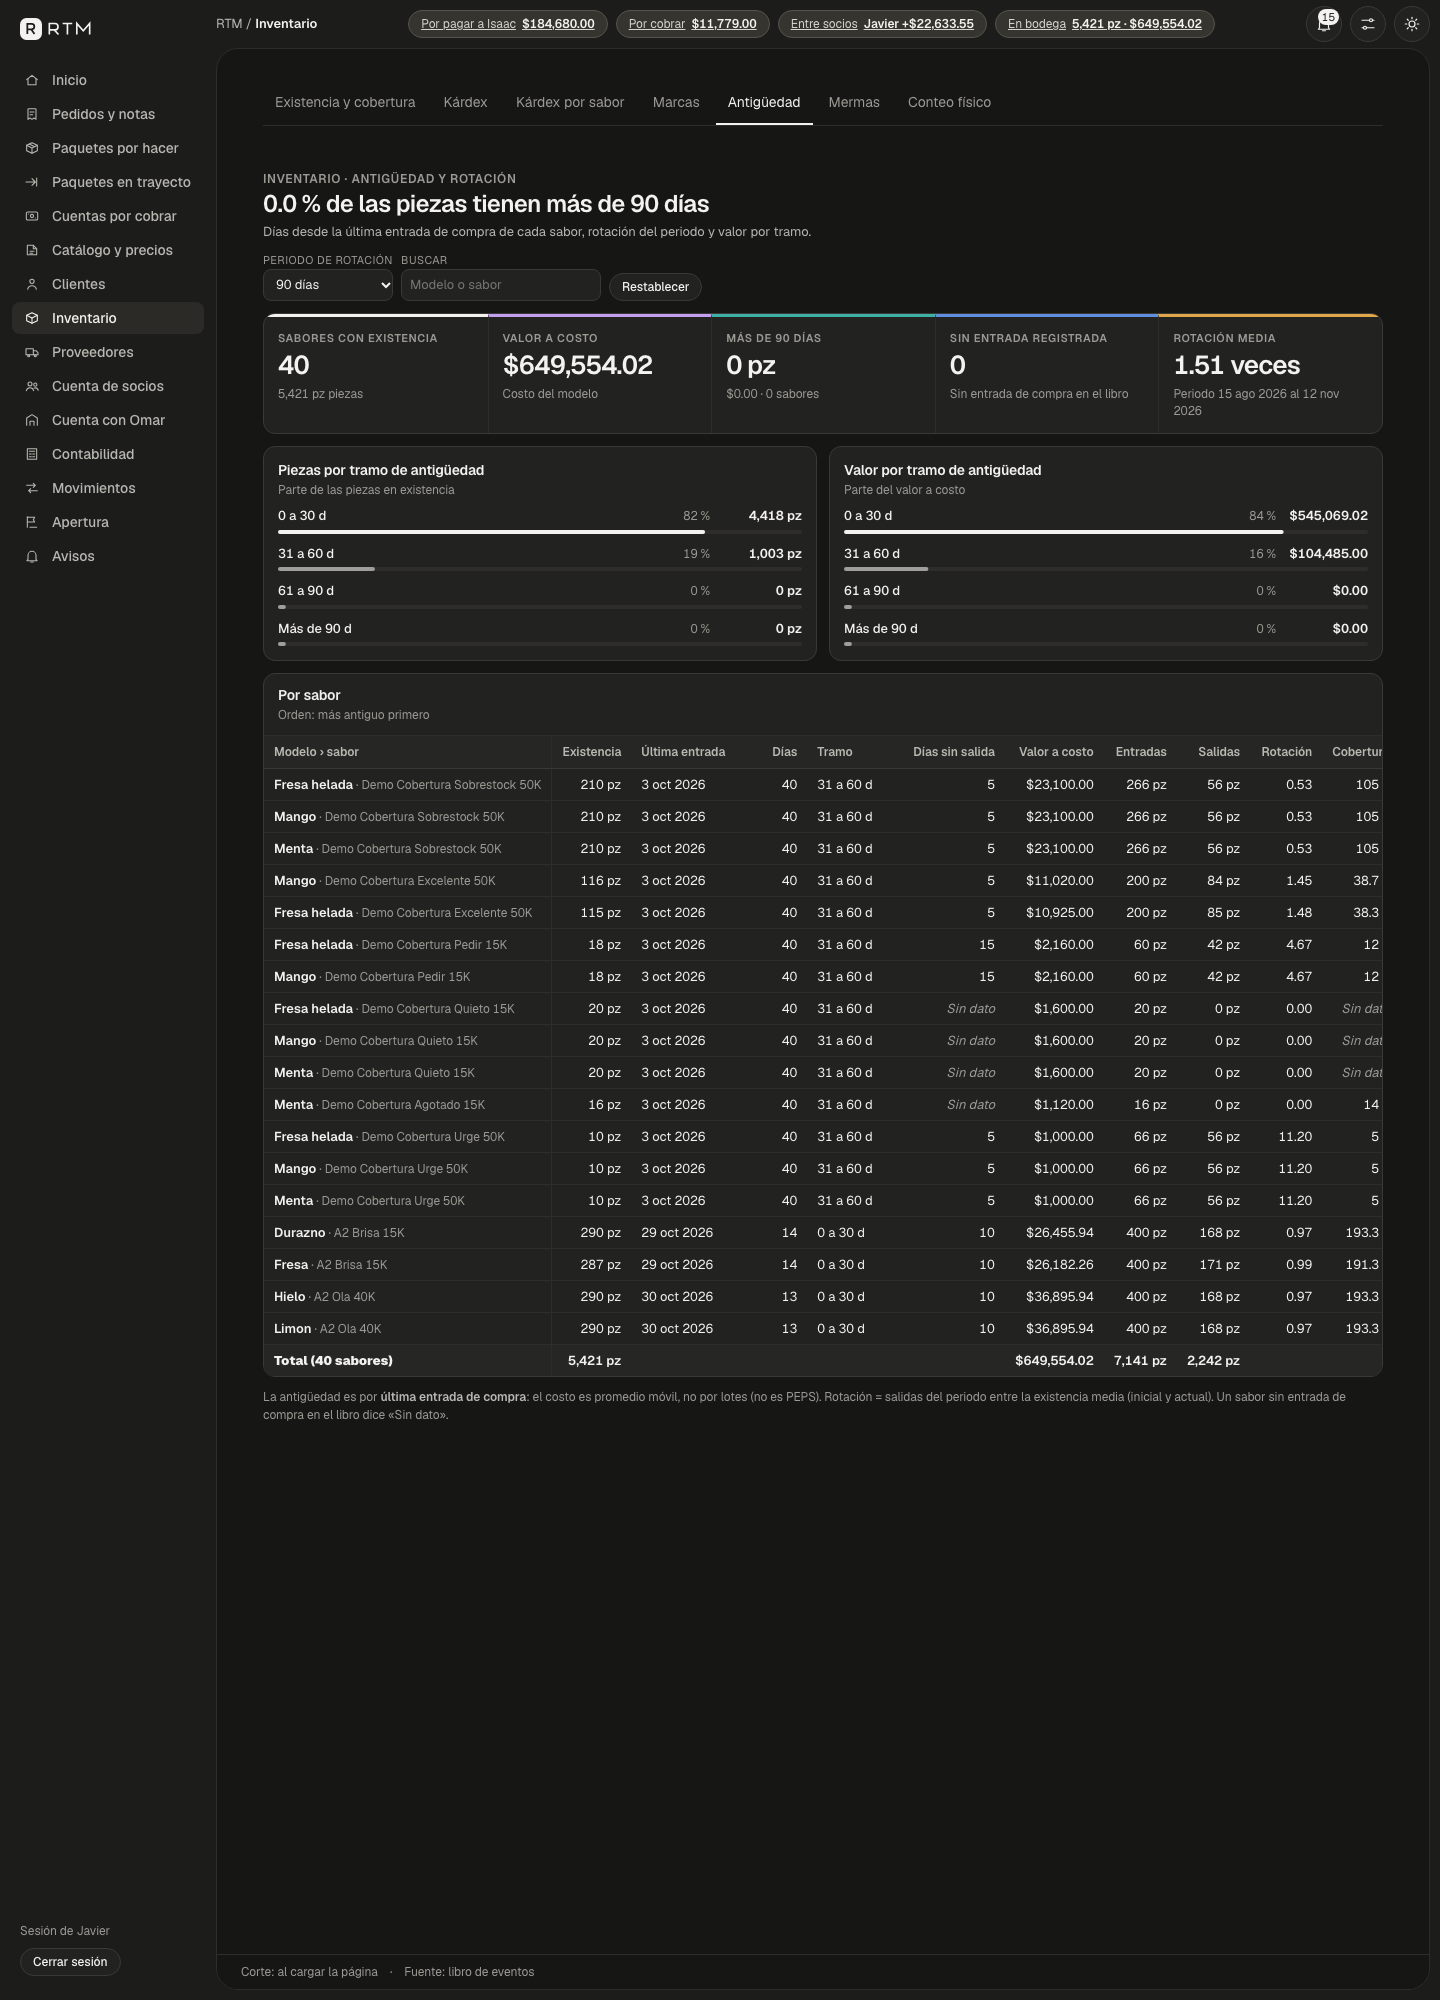 R RTM
RTM / Inventario
Por pagar a Isaac $184,680.00
Por cobrar $11,779.00
Entre socios Javier +$22,633.55
En bodega 5,421 pz · $649,554.02
15
Inicio
Pedidos y notas
Paquetes por hacer
Paquetes en trayecto
Cuentas por cobrar
Catálogo y precios
Clientes
Inventario
Proveedores
Cuenta de socios
Cuenta con Omar
Contabilidad
Movimientos
Apertura
Avisos
Existencia y cobertura Kárdex Kárdex por sabor Marcas Antigüedad Mermas Conteo físico
INVENTARIO · ANTIGÜEDAD Y ROTACIÓN
0.0 % de las piezas tienen más de 90 días
Días desde la última entrada de compra de cada sabor, rotación del periodo y valor por tramo.
PERIODO DE ROTACIÓN BUSCAR
90 días Modelo o sabor Restablecer
SABORES CON EXISTENCIA
40
5,421 pz piezas
VALOR A COSTO
$649,554.02
Costo del modelo
MÁS DE 90 DÍAS
0 pz
$0.00 · 0 sabores
SIN ENTRADA REGISTRADA
0
Sin entrada de compra en el libro
ROTACIÓN MEDIA
1.51 veces
Periodo 15 ago 2026 al 12 nov
2026
Piezas por tramo de antigüedad
Parte de las piezas en existencia
0 a 30 d 82 % 4,418 pz
31 a 60 d 19 % 1,003 pz
61 a 90 d 0 % 0 pz
Más de 90 d 0 % 0 pz
Valor por tramo de antigüedad
Parte del valor a costo
0 a 30 d 84 % $545,069.02
31 a 60 d 16 % $104,485.00
61 a 90 d 0 % $0.00
Más de 90 d 0 % $0.00
Por sabor
Orden: más antiguo primero
Modelo › sabor Existencia Última entrada Días Tramo Días sin salida Valor a costo Entradas Salidas Rotación Cobertur
Fresa helada · Demo Cobertura Sobrestock 50K 210 pz 3 oct 2026 40 31 a 60 d 5 $23,100.00 266 pz 56 pz 0.53 105
Mango · Demo Cobertura Sobrestock 50K 210 pz 3 oct 2026 40 31 a 60 d 5 $23,100.00 266 pz 56 pz 0.53 105
Menta · Demo Cobertura Sobrestock 50K 210 pz 3 oct 2026 40 31 a 60 d 5 $23,100.00 266 pz 56 pz 0.53 105
Mango · Demo Cobertura Excelente 50K 116 pz 3 oct 2026 40 31 a 60 d 5 $11,020.00 200 pz 84 pz 1.45 38.7
Fresa helada · Demo Cobertura Excelente 50K 115 pz 3 oct 2026 40 31 a 60 d 5 $10,925.00 200 pz 85 pz 1.48 38.3
Fresa helada · Demo Cobertura Pedir 15K 18 pz 3 oct 2026 40 31 a 60 d 15 $2,160.00 60 pz 42 pz 4.67 12
Mango · Demo Cobertura Pedir 15K 18 pz 3 oct 2026 40 31 a 60 d 15 $2,160.00 60 pz 42 pz 4.67 12
Fresa helada · Demo Cobertura Quieto 15K 20 pz 3 oct 2026 40 31 a 60 d Sin dato $1,600.00 20 pz 0 pz 0.00 Sin dat
Mango · Demo Cobertura Quieto 15K 20 pz 3 oct 2026 40 31 a 60 d Sin dato $1,600.00 20 pz 0 pz 0.00 Sin dat
Menta · Demo Cobertura Quieto 15K 20 pz 3 oct 2026 40 31 a 60 d Sin dato $1,600.00 20 pz 0 pz 0.00 Sin dat
Menta · Demo Cobertura Agotado 15K 16 pz 3 oct 2026 40 31 a 60 d Sin dato $1,120.00 16 pz 0 pz 0.00 14
Fresa helada · Demo Cobertura Urge 50K 10 pz 3 oct 2026 40 31 a 60 d 5 $1,000.00 66 pz 56 pz 11.20 5
Mango · Demo Cobertura Urge 50K 10 pz 3 oct 2026 40 31 a 60 d 5 $1,000.00 66 pz 56 pz 11.20 5
Menta · Demo Cobertura Urge 50K 10 pz 3 oct 2026 40 31 a 60 d 5 $1,000.00 66 pz 56 pz 11.20 5
Durazno · A2 Brisa 15K 290 pz 29 oct 2026 14 0 a 30 d 10 $26,455.94 400 pz 168 pz 0.97 193.3
Fresa · A2 Brisa 15K 287 pz 29 oct 2026 14 0 a 30 d 10 $26,182.26 400 pz 171 pz 0.99 191.3
Hielo · A2 Ola 40K 290 pz 30 oct 2026 13 0 a 30 d 10 $36,895.94 400 pz 168 pz 0.97 193.3
Limon · A2 Ola 40K 290 pz 30 oct 2026 13 0 a 30 d 10 $36,895.94 400 pz 168 pz 0.97 193.3
Total (40 sabores) 5,421 pz $649,554.02 7,141 pz 2,242 pz
La antigüedad es por última entrada de compra: el costo es promedio móvil, no por lotes (no es PEPS). Rotación = salidas del periodo entre la existencia media (inicial y actual). Un sabor sin entrada de
compra en el libro dice «Sin dato».
Sesión de Javier
Cerrar sesión
Corte: al cargar la página · Fuente: libro de eventos